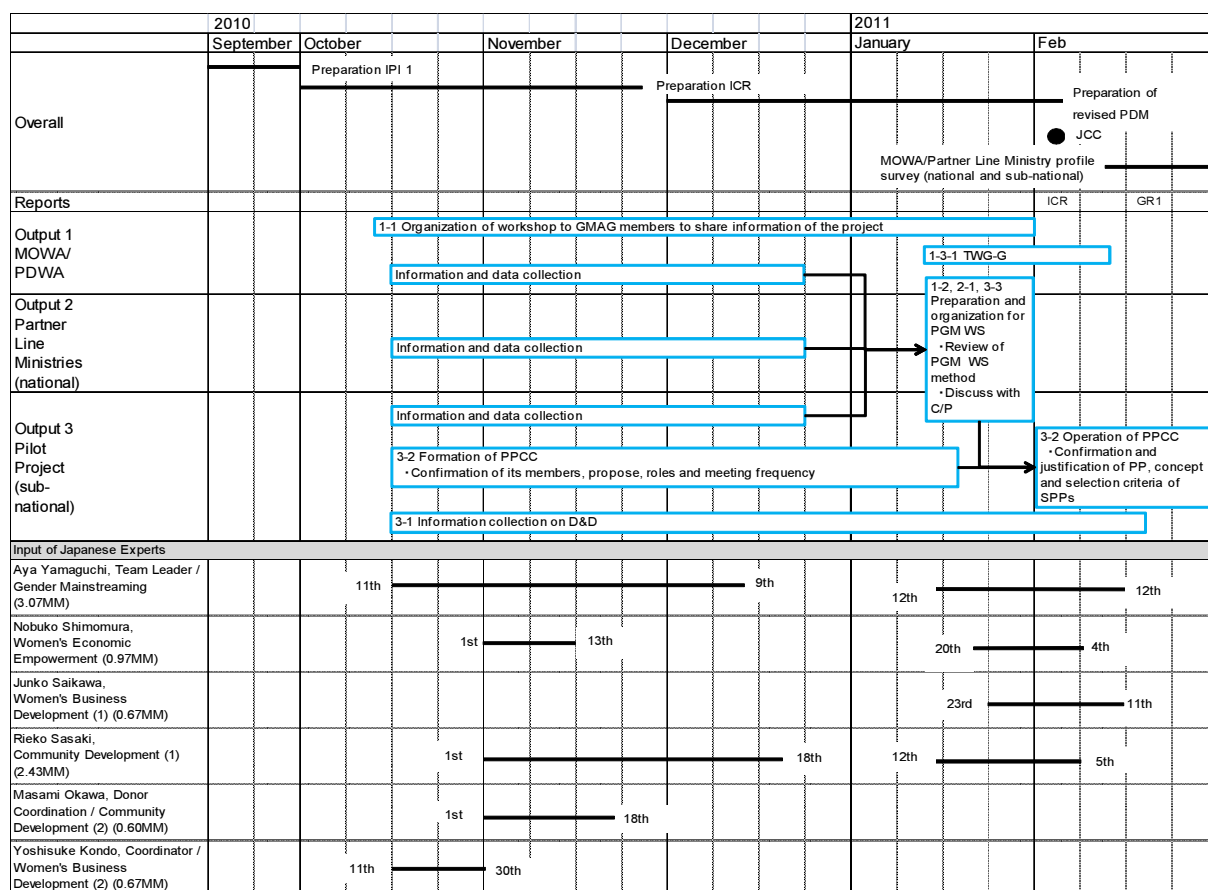 2010
2011
September
October
November
December
January
Feb
Overall
Preparation IPI 1
Preparation ICR
Preparation of
revised PDM
JCC
MOWA/Partner Line Ministry profile
survey (national and sub-national)
Reports
ICR
GR1
Output 1
MOWA/
PDWA
1-1 Organization of workshop to GMAG members to share information of the project
1-3-1 TWG-G
Information and data collection
Output 2
Partner
Line
Ministries
(national)
Information and data collection
1-2, 2-1, 3-3
Preparation and
organization for
PGM WS
・Review of
PGM WS
method
・Discuss with
C/P
Output 3
Pilot
Project
(sub-
national)
Information and data collection
3-2 Formation of PPCC
・Confirmation of its members, propose, roles and meeting frequency
3-2 Operation of PPCC
・Confirmation and
justification of PP, concept
and selection criteria of
SPPs
3-1 Information collection on D&D
Input of Japanese Experts
Aya Yamaguchi, Team Leader /
Gender Mainstreaming
(3.07MM)
11th
9th
12th
12th
Nobuko Shimomura,
Women's Economic
Empowerment (0.97MM)
1st
13th
20th
4th
Junko Saikawa,
Women's Business
Development (1) (0.67MM)
23rd
11th
Rieko Sasaki,
Community Development (1)
(2.43MM)
1st
18th
12th
5th
Masami Okawa, Donor
Coordination / Community
Development (2) (0.60MM)
1st
18th
Yoshisuke Kondo, Coordinator /
Women's Business
Development (2) (0.67MM)
11th
30th